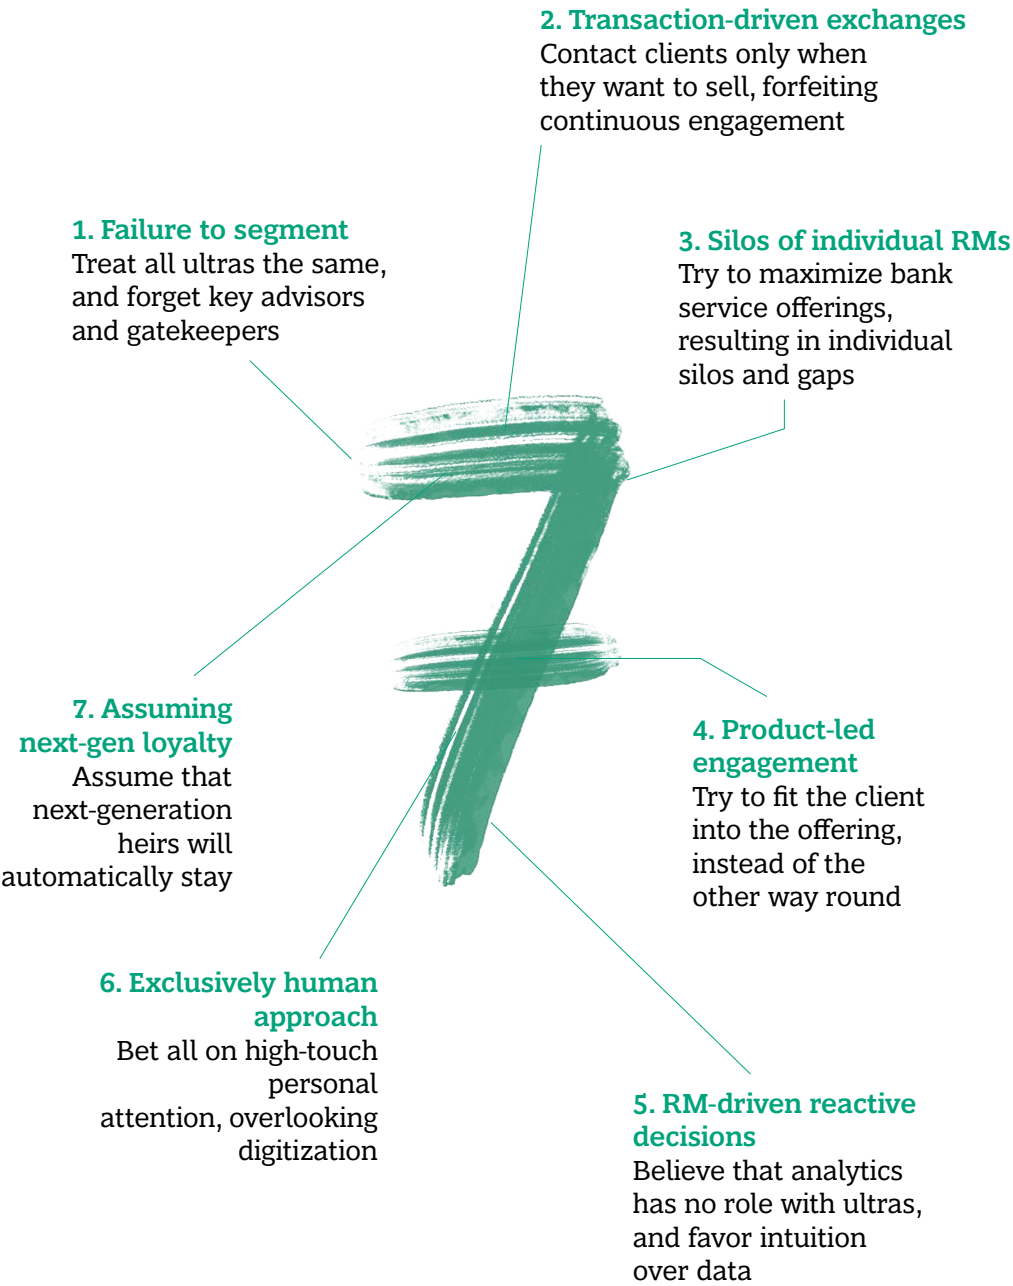 2. Transaction-driven exchanges
Contact clients only when
they want to sell, forfeiting
continuous engagement
1. Failure to segment
Treat all ultras the same,
and forget key advisors
and gatekeepers
3. Silos of individual RMs
Try to maximize bank
service offerings,
resulting in individual
silos and gaps
7
7. Assuming
next-gen loyalty
Assume that
next-generation
heirs will
automatically stay
4. Product-led
engagement
Try to fit the client
into the offering,
instead of the
other way round
6. Exclusively human
approach
Bet all on high-touch
personal
attention, overlooking
digitization
5. RM-driven reactive
decisions
Believe that analytics
has no role with ultras,
and favor intuition
over data